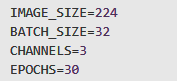 IMAGE_SIZE=224
BATCH_SIZE=32
CHANNELS=3
EPOCHS=30